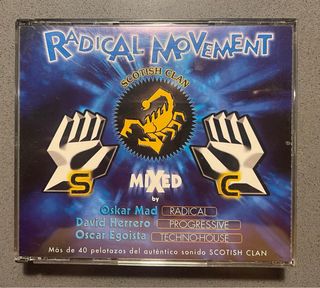 RADICAL MOVEMENT
SCOTISH CLAN
S C
MIXED
by
Oskar Mad RADICAL
David Herrero PROGRESSIVE
Oscar Egoista TECHNO-HOUSE
Más de 40 pelotazos del auténtico sonido SCOTISH CLAN